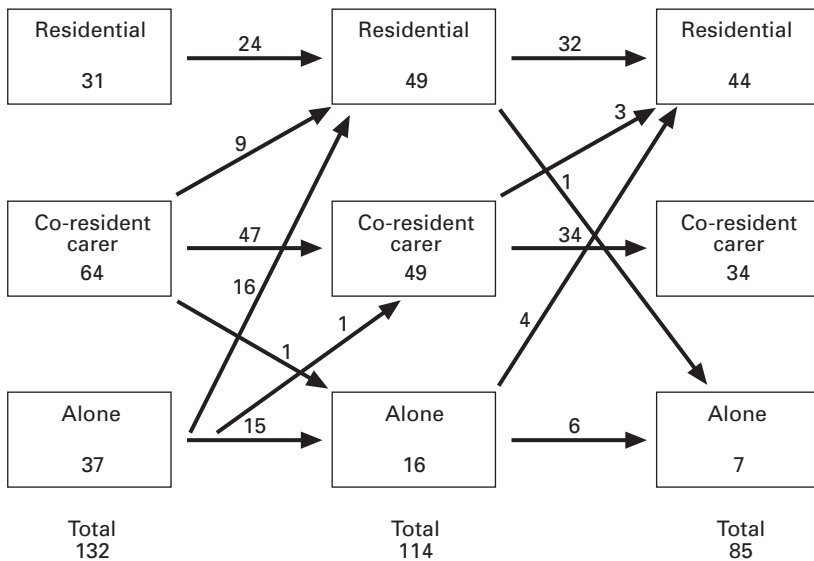 Residential
31
24
Residential
49
32
Residential
44
9
3
1
Co-resident
carer
64
47
Co-resident
carer
49
34
Co-resident
carer
34
16
1
1
4
Alone
37
15
Alone
16
6
Alone
7
Total
132
Total
114
Total
85